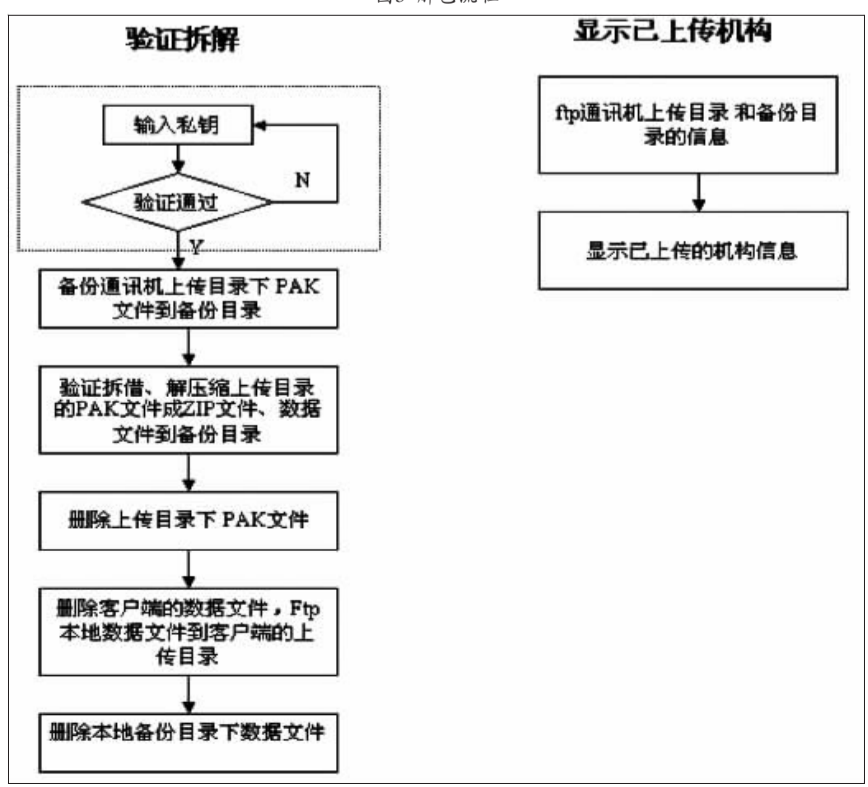 验证拆解
输入私钥
N
验证通过
Y
备份通讯机上传目录下 PAK
文件到备份目录
验证拆借、解压缩上传目录
的PAK文件成ZIP文件、数据
文件到备份目录
删除上传目录下 PAK文件
删除客户端的数据文件，Ftp
本地数据文件到客户端的上
传目录
删除本地备份目录下数据文件
显示已上传机构
ftp通讯机上传目录 和备份目
录的信息
显示已上传的机构信息